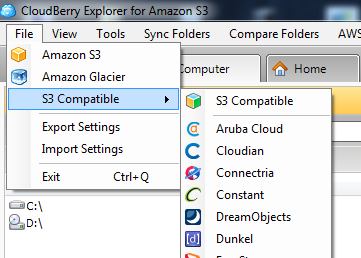 CloudBerry Explorer for Amazon S3
File View Tools Sync Folders Compare Folders
Computer Home
Amazon S3
Amazon Glacier
S3 Compatible
Export Settings
Import Settings
Exit Ctrl+Q
S3 Compatible
Aruba Cloud
Cloudian
Connectria
Constant
DreamObjects
Dunkel
C:\
D:\